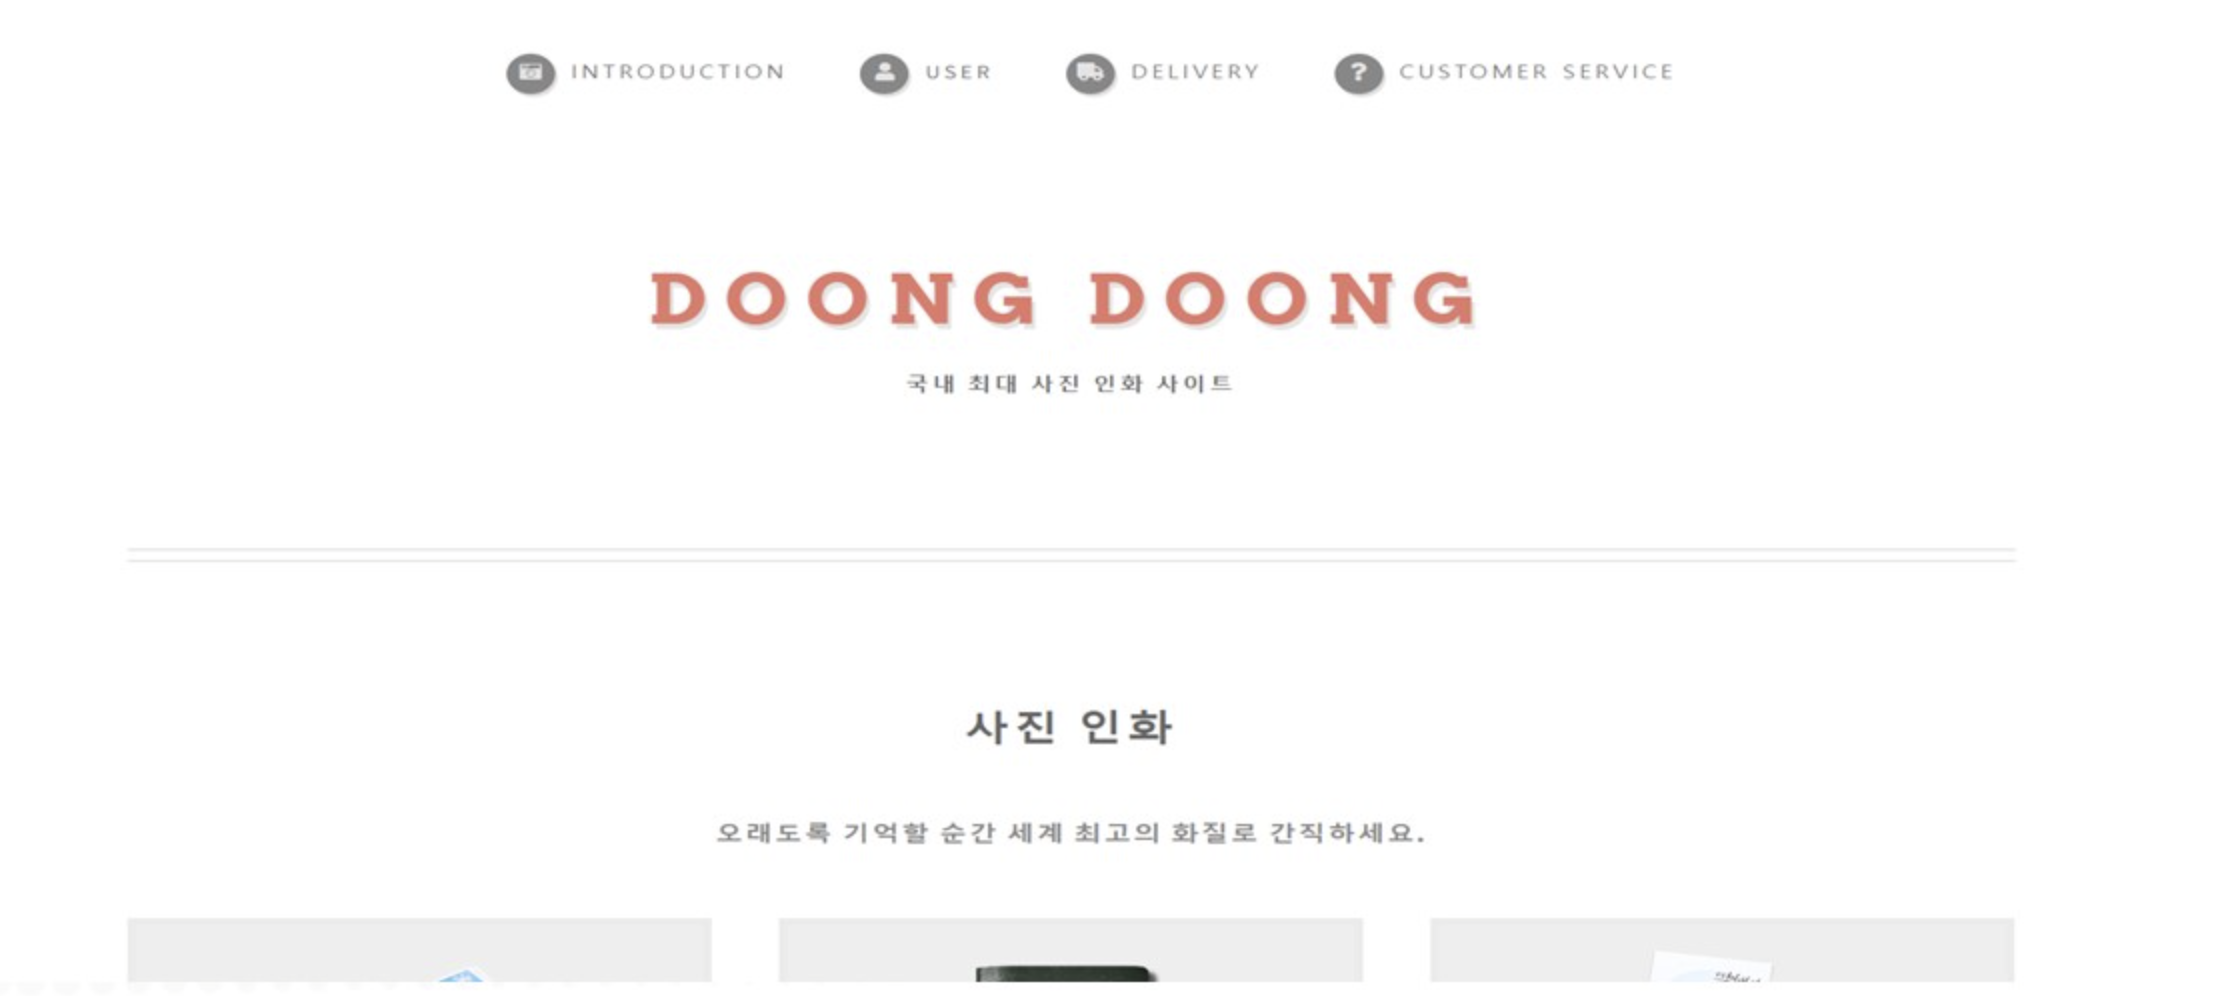 INTRODUCTION USER DELIVERY CUSTOMER SERVICE
DOONG DOONG
국내 최대 사진 인화 사이트
사진 인화
오래도록 기억할 순간 세계 최고의 화질로 간직하세요.